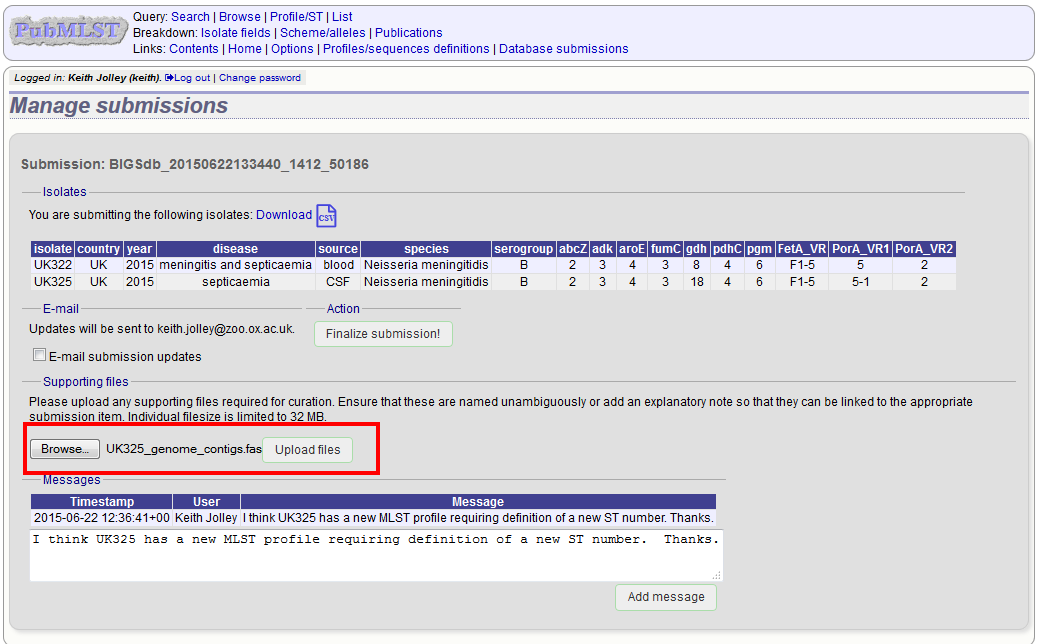 PubMLST
Query: Search | Browse | Profile/ST | List
Breakdown: Isolate fields | Scheme/alleles | Publications
Links: Contents | Home | Options | Profiles/sequences definitions | Database submissions
Logged in: Keith Jolley (keith). Log out | Change password
Manage submissions
Submission: BIGSdb_20150622133440_1412_50186
Isolates
You are submitting the following isolates: Download CSV
isolate country year disease source species serogroup abcZ adk aroE fumC gdh pdhC pgm FetA_VR PorA_VR1 PorA_VR2
UK322 UK 2015 meningitis and septicaemia blood Neisseria meningitidis B 2 3 4 3 8 4 6 F1-5 5 2
UK325 UK 2015 septicaemia CSF Neisseria meningitidis B 2 3 4 3 18 4 6 F1-5 5-1 2
E-mail
Updates will be sent to keith.jolley@zoo.ox.ac.uk.
E-mail submission updates
Action
Finalize submission!
Supporting files
Please upload any supporting files required for curation. Ensure that these are named unambiguously or add an explanatory note so that they can be linked to the appropriate
submission item. Individual filesize is limited to 32 MB.
Browse... UK325_genome_contigs.fas Upload files
Messages
Timestamp User Message
2015-06-22 12:36:41+00 Keith Jolley I think UK325 has a new MLST profile requiring definition of a new ST number. Thanks.
I think UK325 has a new MLST profile requiring definition of a new ST number.  Thanks.
Add message